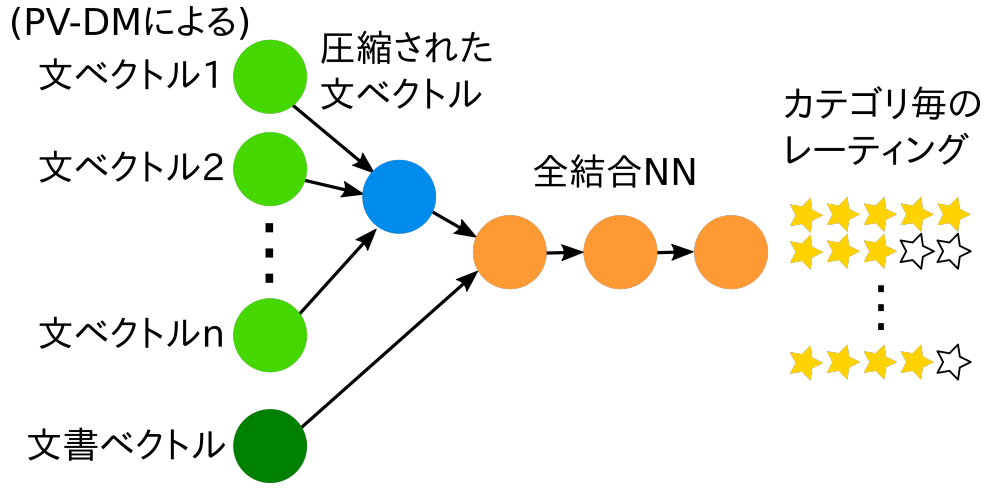 (PV-DMによる)
文ベクトル1
圧縮された
文ベクトル
文ベクトル2
文ベクトルn
文書ベクトル
全結合NN
カテゴリ毎の
レーティング